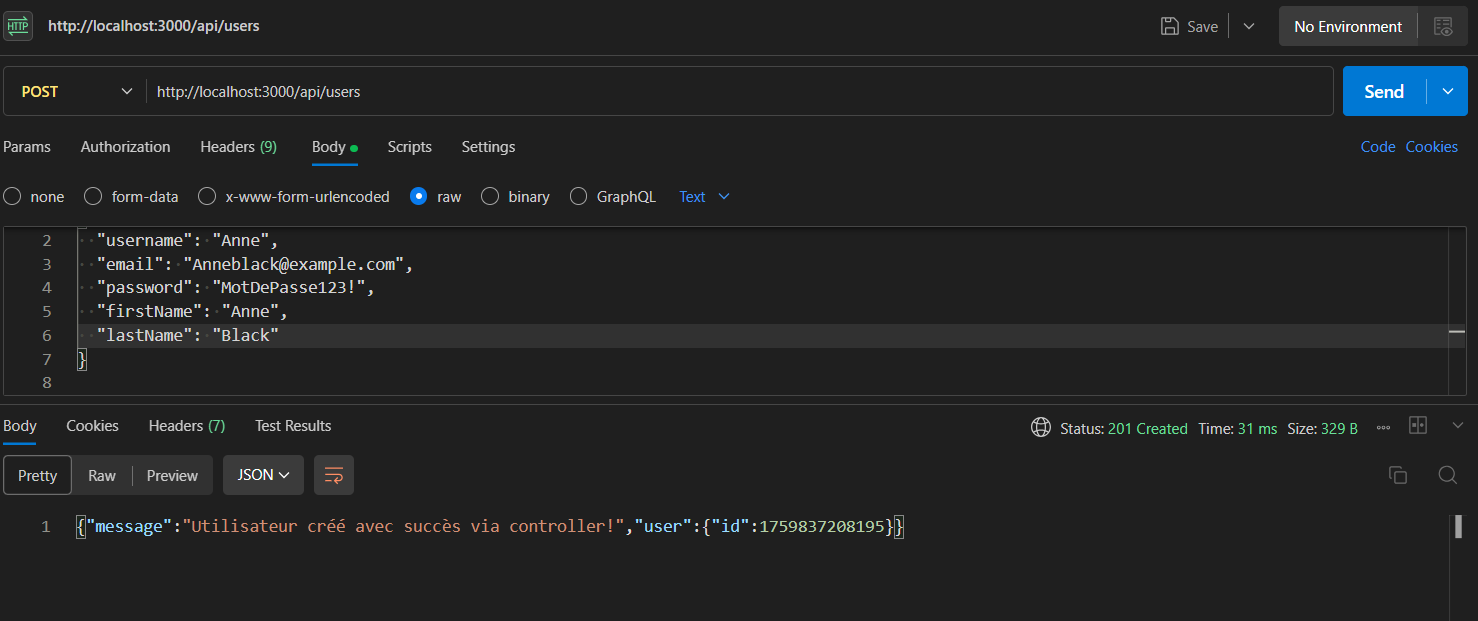 HTTP http://localhost:3000/api/users Save No Environment
POST http://localhost:3000/api/users Send
Params Authorization Headers (9) Body Scripts Settings Code Cookies
none form-data x-www-form-urlencoded raw binary GraphQL Text
2 "username": "Anne",
3 "email": "Anneblack@example.com",
4 "password": "MotDePasse123!",
5 "firstName": "Anne",
6 "lastName": "Black"
7 }
8
Body Cookies Headers (7) Test Results Status: 201 Created Time: 31 ms Size: 329 B
Pretty Raw Preview JSON
1 {"message":"Utilisateur créé avec succès via controller!","user":{"id":1759837208195}}